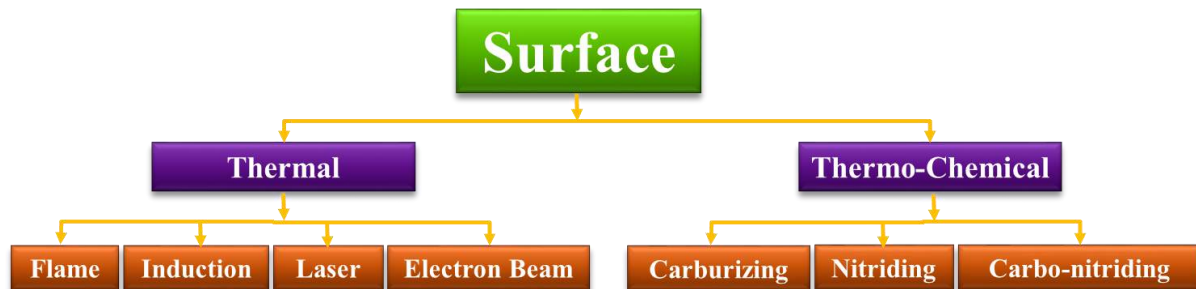 Surface
Thermal
Thermo-Chemical
Flame
Induction
Laser
Electron Beam
Carburizing
Nitriding
Carbo-nitriding